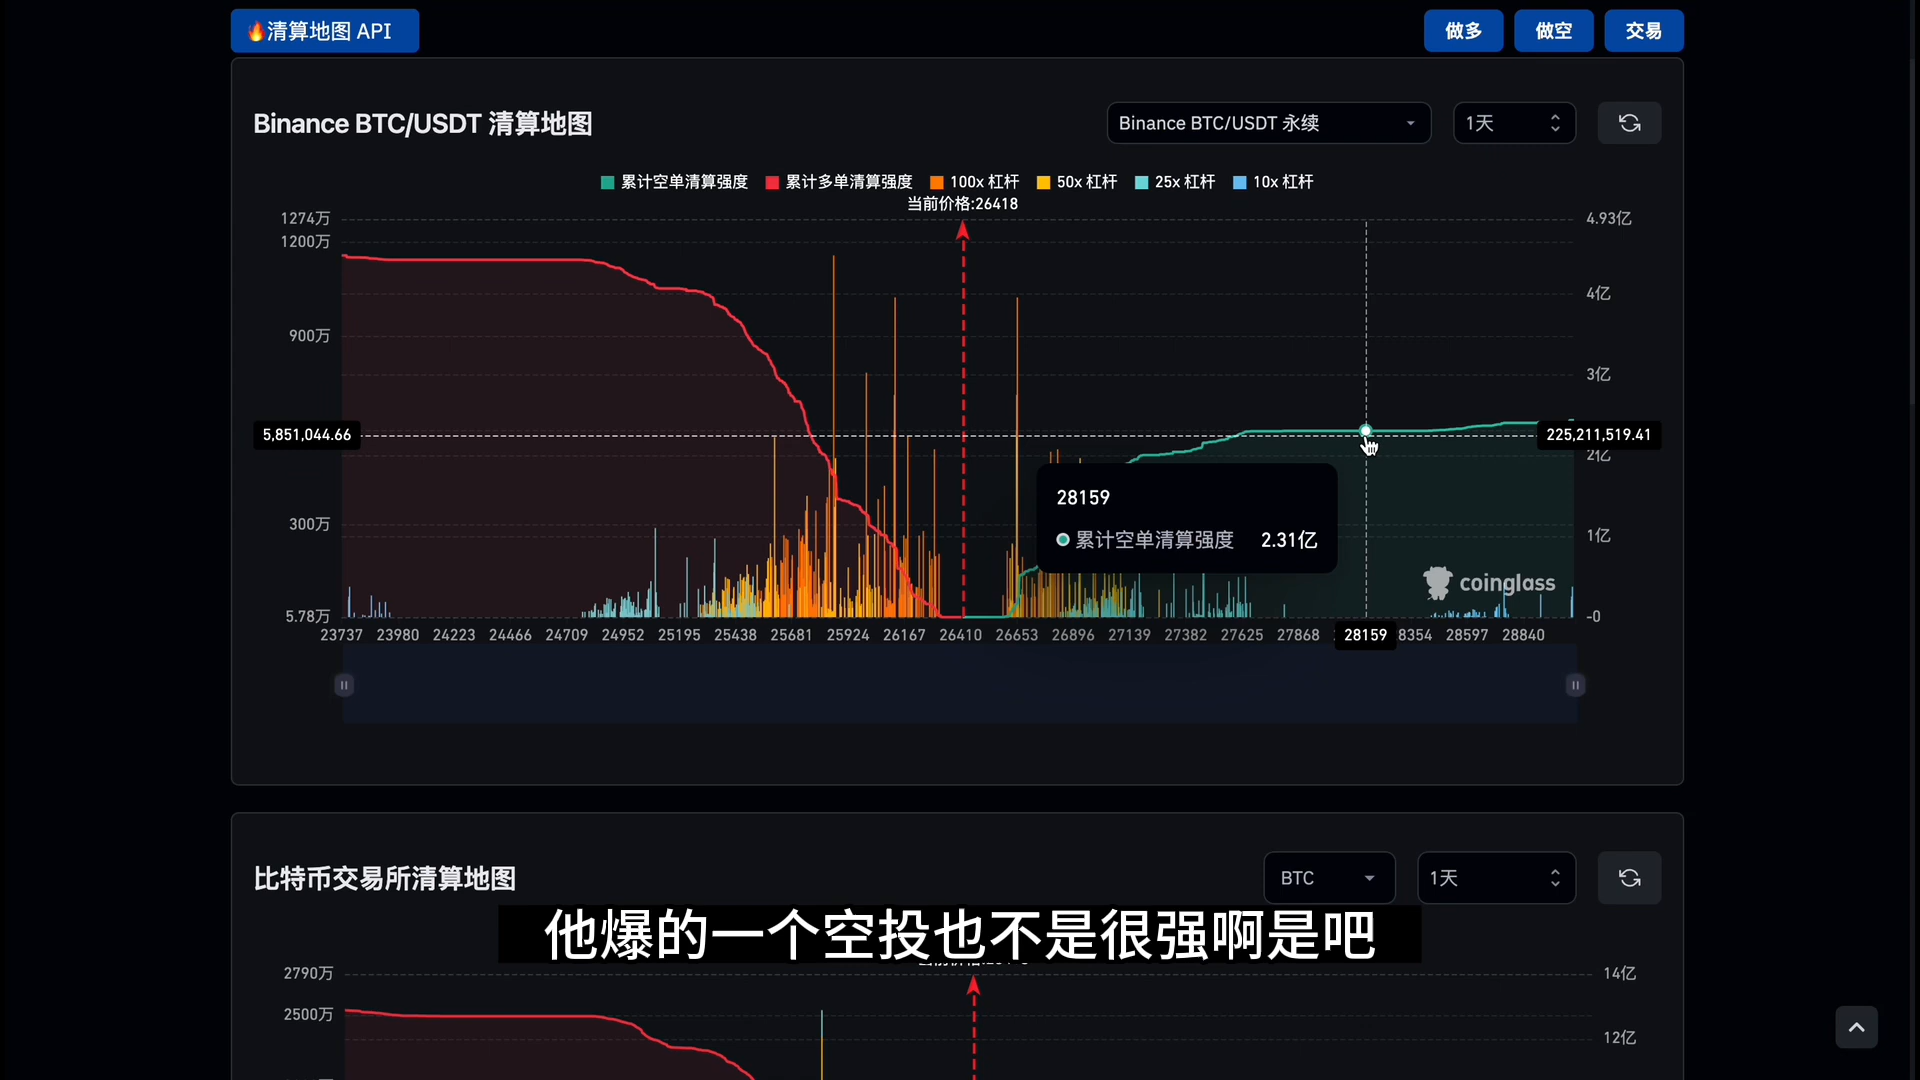 🔥清算地图 API
做多
做空
交易
Binance BTC/USDT 清算地图
Binance BTC/USDT 永续
1天
累计空单清算强度 累计多单清算强度 100x 杠杆 50x 杠杆 25x 杠杆 10x 杠杆
当前价格:26418
1274万
4.93亿
1200万
4亿
900万
3亿
5,851,044.66
225,211,519.41
2亿
28159
累计空单清算强度 2.31亿
300万
1亿
coinglass
5.78万
-0
23737 23980 24223 24466 24709 24952 25195 25438 25681 25924 26167 26410 26653 26896 27139 27382 27625 27868 28159 8354 28597 28840
比特币交易所清算地图
BTC
1天
他爆的一个空投也不是很强啊是吧
2790万
14亿
2500万
12亿